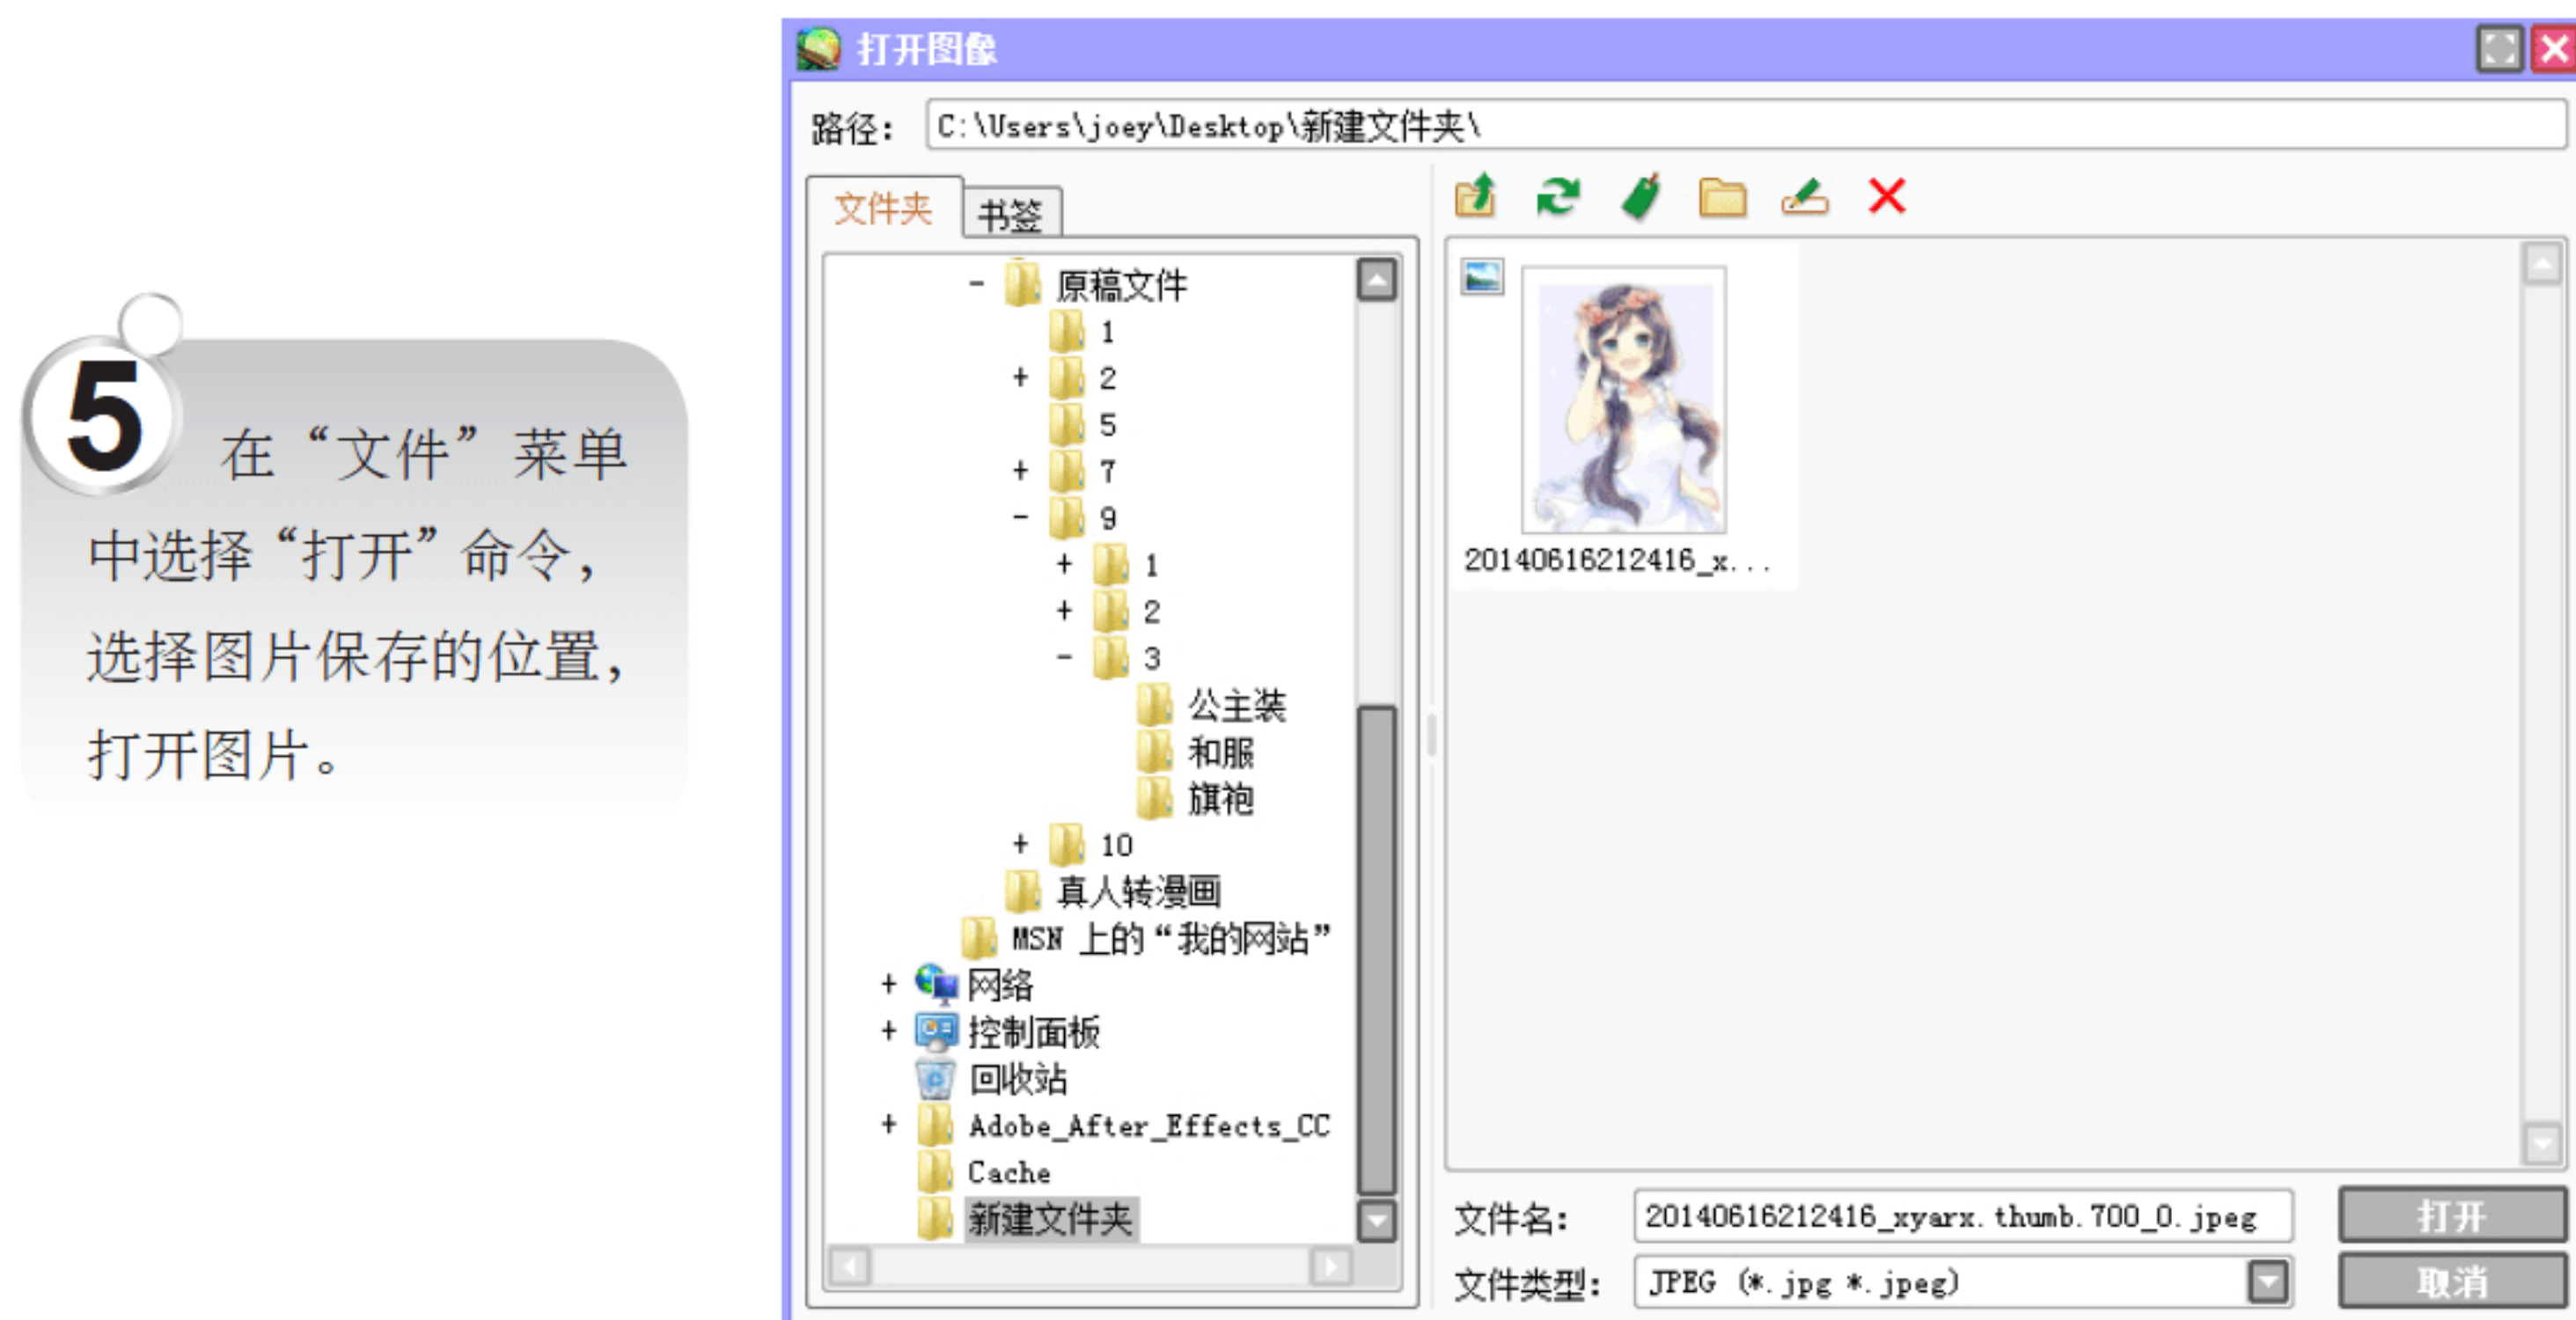 5
在“文件”菜单
中选择“打开”命令，
选择图片保存的位置，
打开图片。
打开图像
路径： C:\Users\joey\Desktop\新建文件夹\
文件夹 书签
- 原稿文件
1
+ 2
5
+ 7
- 9
+ 1
+ 2
- 3
公主装
和服
旗袍
+ 10
真人转漫画
MSN 上的“我的网站”
+ 网络
+ 控制面板
回收站
+ Adobe_After_Effects_CC
Cache
新建文件夹
20140616212416_x...
文件名： 20140616212416_xyarx.thumb.700_0.jpeg 打开
文件类型： JPEG (*.jpg *.jpeg) 取消